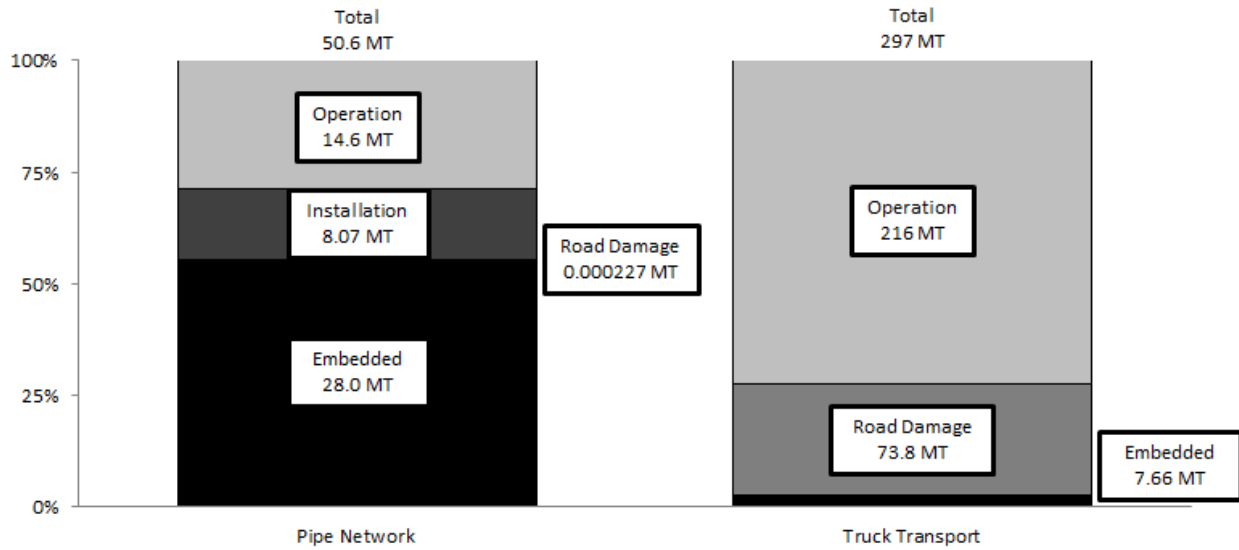 Total
50.6 MT
Total
297 MT
100%
75%
50%
25%
0%
Operation
14.6 MT
Installation
8.07 MT
Road Damage
0.000227 MT
Embedded
28.0 MT
Operation
216 MT
Road Damage
73.8 MT
Embedded
7.66 MT
Pipe Network
Truck Transport